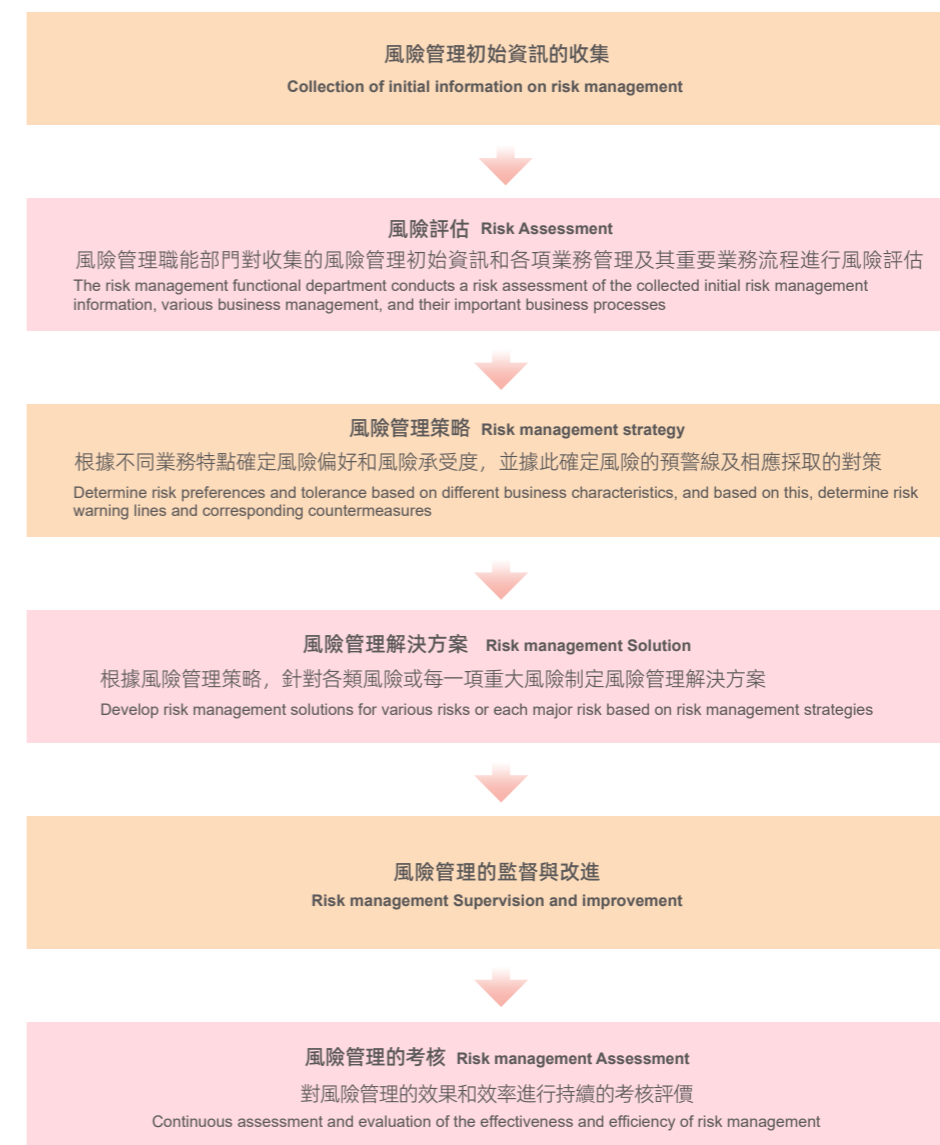 風險管理初始資訊的收集
Collection of initial information on risk management
風險評估 Risk Assessment
風險管理職能部門對收集的風險管理初始資訊和各項業務管理及其重要業務流程進行風險評估
The risk management functional department conducts a risk assessment of the collected initial risk management
information, various business management, and their important business processes
風險管理策略 Risk management strategy
根據不同業務特點確定風險偏好和風險承受度，並據此確定風險的預警線及相應採取的對策
Determine risk preferences and tolerance based on different business characteristics, and based on this, determine risk
warning lines and corresponding countermeasures
風險管理解決方案 Risk management Solution
根據風險管理策略，針對各類風險或每一項重大風險制定風險管理解決方案
Develop risk management solutions for various risks or each major risk based on risk management strategies
風險管理的監督與改進
Risk management Supervision and improvement
風險管理的考核 Risk management Assessment
對風險管理的效果和效率進行持續的考核評價
Continuous assessment and evaluation of the effectiveness and efficiency of risk management